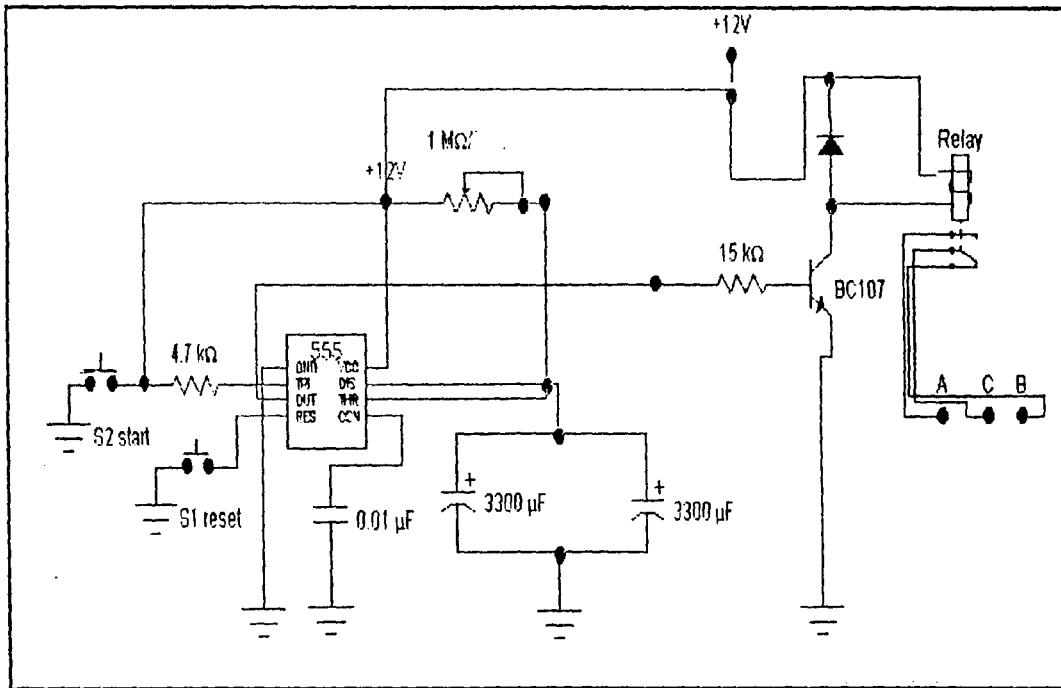 +12V
1 MΩ/
Relay
+12V
15 kΩ
BC107
555
4.7 kΩ
GND VCC
TRI DIS
OUT THR
RES CON
A C B
S2 start
S1 reset
0.01 µF
+
3300 µF
+
3300 µF